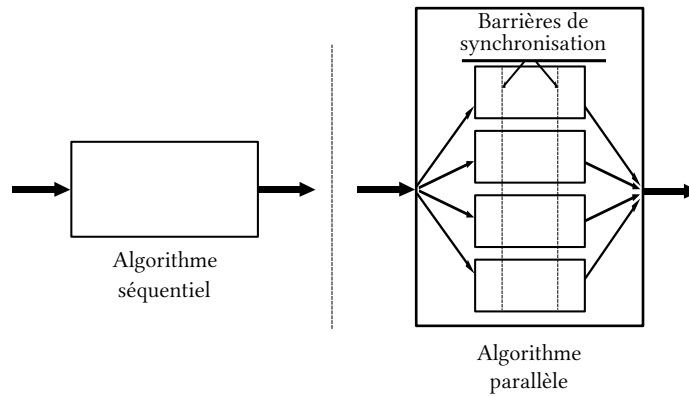 Algorithme
séquentiel
Barrières de
synchronisation
Algorithme
parallèle